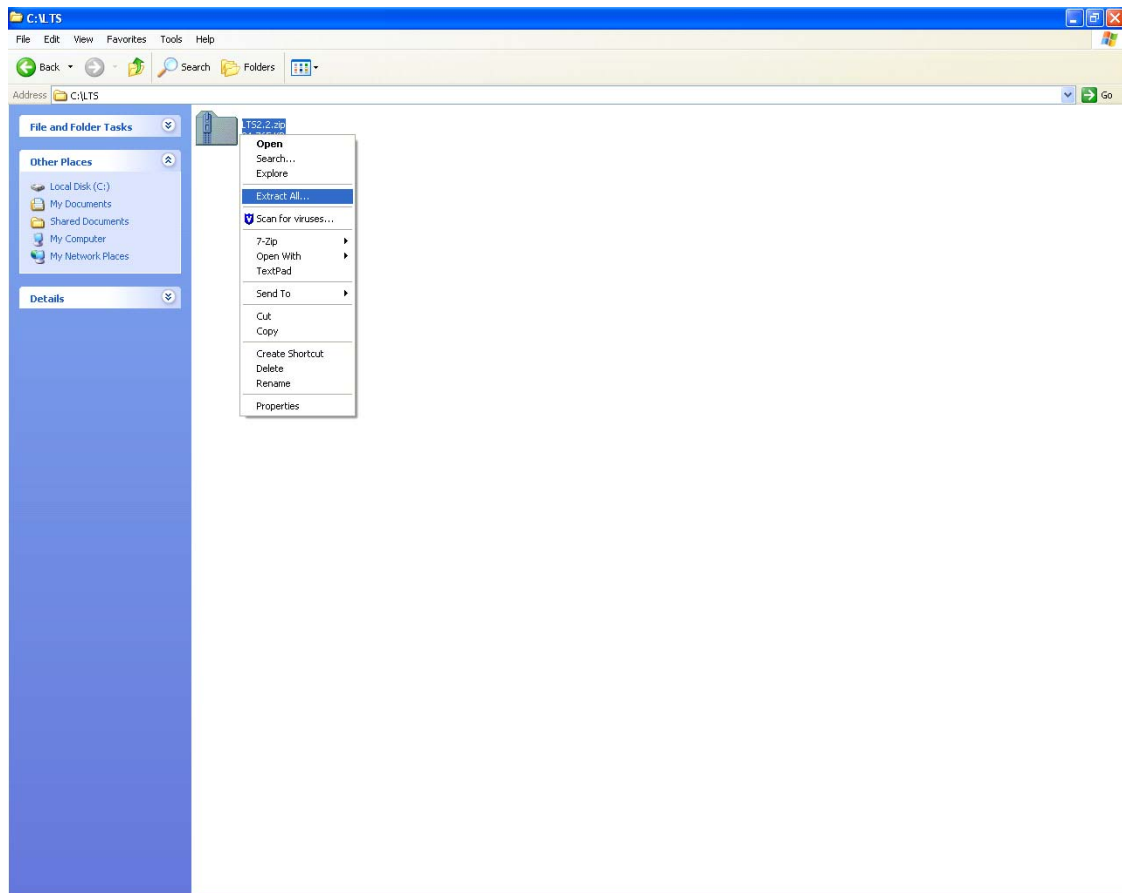 C:\LTS
File Edit View Favorites Tools Help
Back Search Folders
Address C:\LTS Go
File and Folder Tasks
Other Places
Local Disk (C:)
My Documents
Shared Documents
My Computer
My Network Places
Details
LTS2.2.zip
Open
Search...
Explore
Extract All...
Scan for viruses...
7-Zip
Open With
TextPad
Send To
Cut
Copy
Create Shortcut
Delete
Rename
Properties